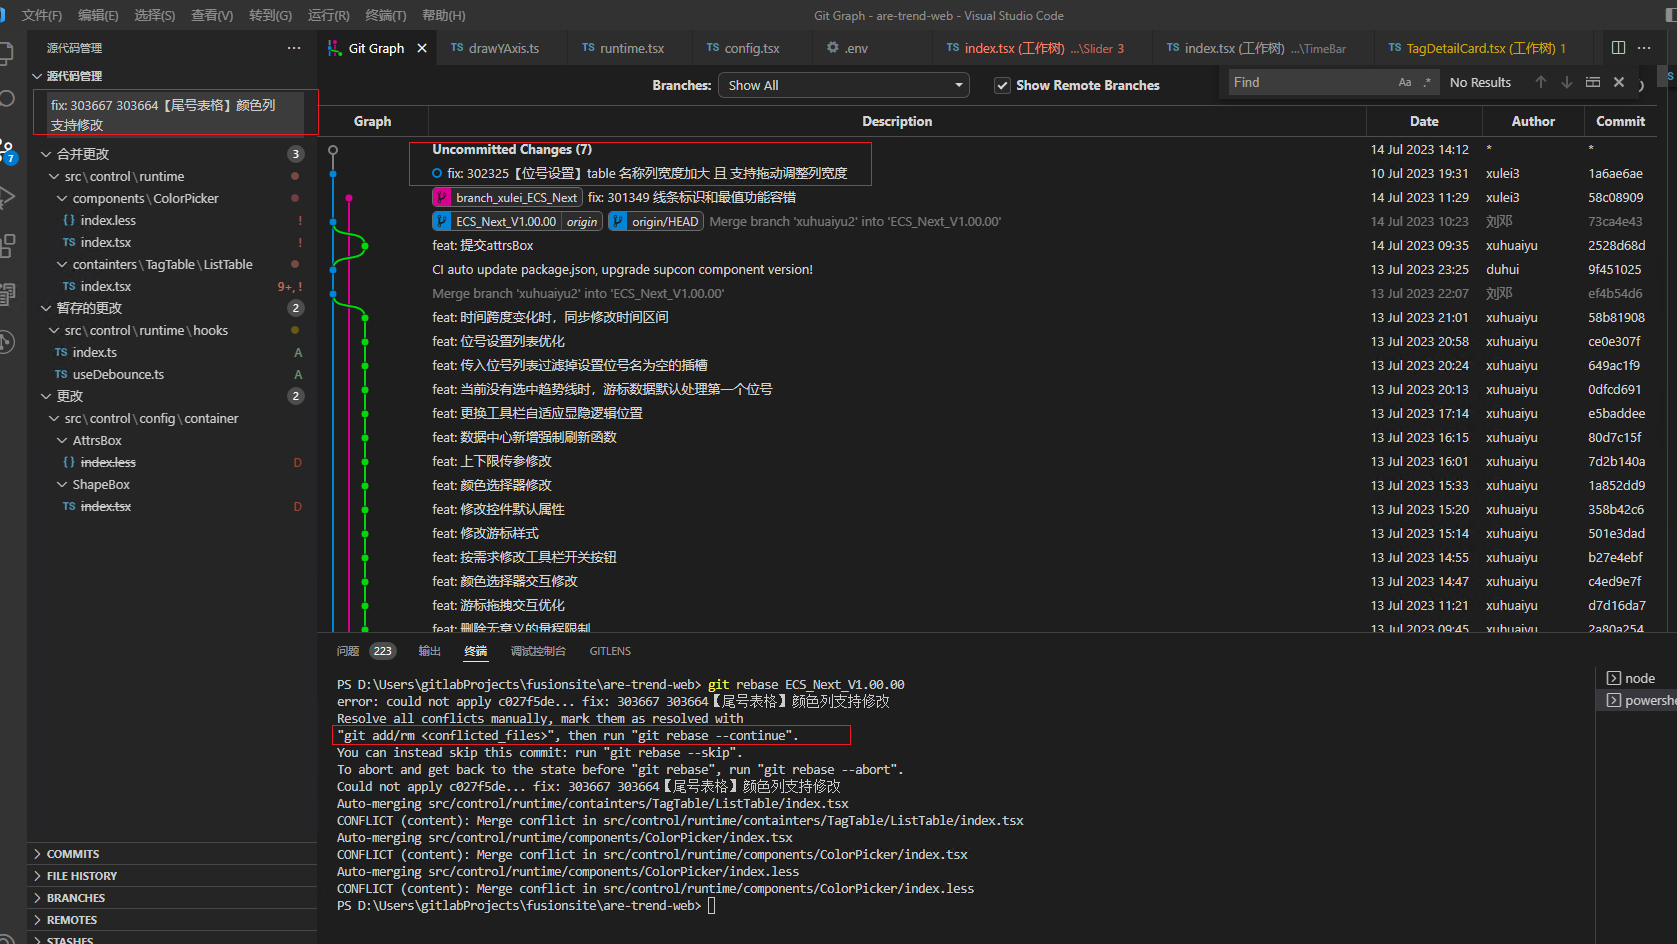 文件(F) 编辑(E) 选择(S) 查看(V) 转到(G) 运行(R) 终端(T) 帮助(H) Git Graph - are-trend-web - Visual Studio Code
源代码管理 ···
Git Graph × TS drawYAxis.ts TS runtime.tsx TS config.tsx .env TS index.tsx (工作树) ...\Slider 3 TS index.tsx (工作树) ...\TimeBar TS TagDetailCard.tsx (工作树) 1 ···
源代码管理
Branches: Show All Show Remote Branches
Find Aa .* No Results
fix: 303667 303664【尾号表格】颜色列
支持修改
Graph Description Date Author Commit
Uncommitted Changes (7) 14 Jul 2023 14:12 * *
fix: 302325【位号设置】table 名称列宽度加大 且 支持拖动调整列宽度 10 Jul 2023 19:31 xulei3 1a6ae6ae
branch_xulei_ECS_Next fix: 301349 线条标识和最值功能容错 14 Jul 2023 11:29 xulei3 58c08909
ECS_Next_V1.00.00 origin origin/HEAD Merge branch 'xuhuaiyu2' into 'ECS_Next_V1.00.00' 14 Jul 2023 10:23 刘邓 73ca4e43
feat: 提交attrsBox 14 Jul 2023 09:35 xuhuaiyu 2528d68d
CI auto update package.json, upgrade supcon component version! 13 Jul 2023 23:25 duhui 9f451025
Merge branch 'xuhuaiyu2' into 'ECS_Next_V1.00.00' 13 Jul 2023 22:07 刘邓 ef4b54d6
feat: 时间跨度变化时，同步修改时间区间 13 Jul 2023 21:01 xuhuaiyu 58b81908
feat: 位号设置列表优化 13 Jul 2023 20:58 xuhuaiyu ce0e307f
feat: 传入位号列表过滤掉设置位号名为空的插槽 13 Jul 2023 20:24 xuhuaiyu 649ac1f9
feat: 当前没有选中趋势线时，游标数据默认处理第一个位号 13 Jul 2023 20:13 xuhuaiyu 0dfcd691
feat: 更换工具栏自适应显隐逻辑位置 13 Jul 2023 17:14 xuhuaiyu e5baddee
feat: 数据中心新增强制刷新函数 13 Jul 2023 16:15 xuhuaiyu 80d7c15f
feat: 上下限传参修改 13 Jul 2023 16:01 xuhuaiyu 7d2b140a
feat: 颜色选择器修改 13 Jul 2023 15:33 xuhuaiyu 1a852dd9
feat: 修改控件默认属性 13 Jul 2023 15:20 xuhuaiyu 358b42c6
feat: 修改游标样式 13 Jul 2023 15:14 xuhuaiyu 501e3dad
feat: 按需求修改工具栏开关按钮 13 Jul 2023 14:55 xuhuaiyu b27e4ebf
feat: 颜色选择器交互修改 13 Jul 2023 14:47 xuhuaiyu c4ed9e7f
feat: 游标拖拽交互优化 13 Jul 2023 11:21 xuhuaiyu d7d16da7
feat: 删除无意义的量程限制 13 Jul 2023 09:45 xuhuaiyu 2a80a254
合并更改 3
src\control\runtime
components\ColorPicker
{} index.less !
TS index.tsx !
containters\TagTable\ListTable
TS index.tsx 9+, !
暂存的更改 2
src\control\runtime\hooks
TS index.ts A
TS useDebounce.ts A
更改 2
src\control\config\container
AttrsBox
{} index.less D
ShapeBox
TS index.tsx D
7
COMMITS
FILE HISTORY
BRANCHES
REMOTES
STASHES
问题 223 输出 终端 调试控制台 GITLENS
node
powershe
PS D:\Users\gitlabProjects\fusionsite\are-trend-web> git rebase ECS_Next_V1.00.00
error: could not apply c027f5de... fix: 303667 303664【尾号表格】颜色列支持修改
Resolve all conflicts manually, mark them as resolved with
"git add/rm <conflicted_files>", then run "git rebase --continue".
You can instead skip this commit: run "git rebase --skip".
To abort and get back to the state before "git rebase", run "git rebase --abort".
Could not apply c027f5de... fix: 303667 303664【尾号表格】颜色列支持修改
Auto-merging src/control/runtime/containters/TagTable/ListTable/index.tsx
CONFLICT (content): Merge conflict in src/control/runtime/containters/TagTable/ListTable/index.tsx
Auto-merging src/control/runtime/components/ColorPicker/index.tsx
CONFLICT (content): Merge conflict in src/control/runtime/components/ColorPicker/index.tsx
Auto-merging src/control/runtime/components/ColorPicker/index.less
CONFLICT (content): Merge conflict in src/control/runtime/components/ColorPicker/index.less
PS D:\Users\gitlabProjects\fusionsite\are-trend-web>